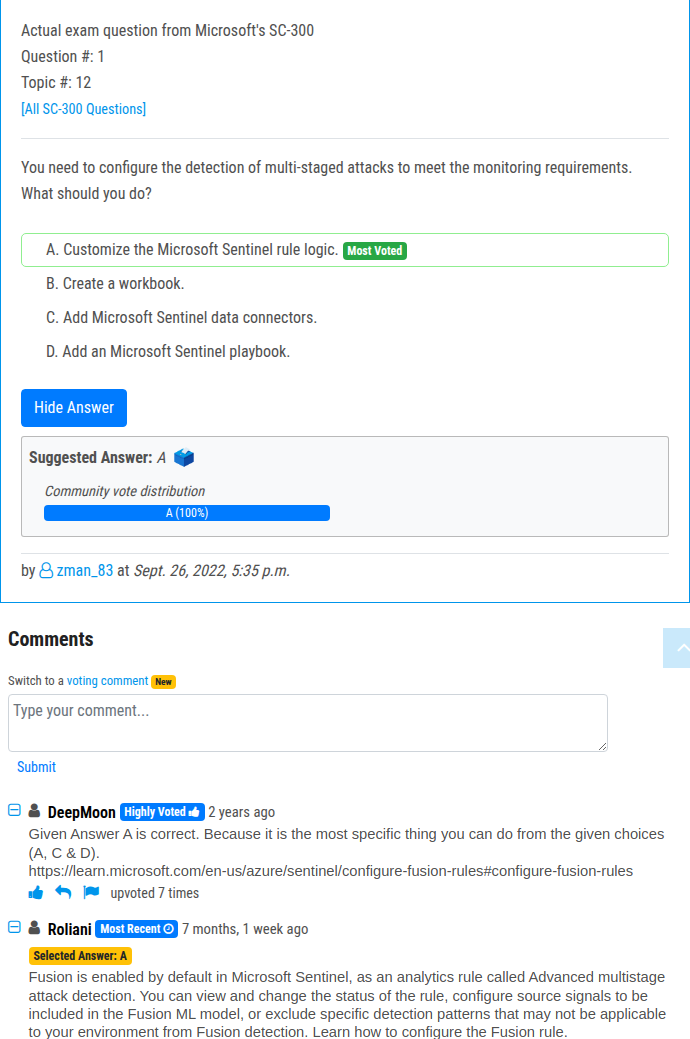 Actual exam question from Microsoft's SC-300
Question #: 1
Topic #: 12
[All SC-300 Questions]
You need to configure the detection of multi-staged attacks to meet the monitoring requirements.
What should you do?
A. Customize the Microsoft Sentinel rule logic. Most Voted
B. Create a workbook.
C. Add Microsoft Sentinel data connectors.
D. Add an Microsoft Sentinel playbook.
Hide Answer
Suggested Answer: A
Community vote distribution
A (100%)
by zman_83 at Sept. 26, 2022, 5:35 p.m.
Comments
Switch to a voting comment New
Type your comment...
Submit
DeepMoon Highly Voted 2 years ago
Given Answer A is correct. Because it is the most specific thing you can do from the given choices
(A, C & D).
https://learn.microsoft.com/en-us/azure/sentinel/configure-fusion-rules#configure-fusion-rules
upvoted 7 times
Roliani Most Recent 7 months, 1 week ago
Selected Answer: A
Fusion is enabled by default in Microsoft Sentinel, as an analytics rule called Advanced multistage
attack detection. You can view and change the status of the rule, configure source signals to be
included in the Fusion ML model, or exclude specific detection patterns that may not be applicable
to your environment from Fusion detection. Learn how to configure the Fusion rule.